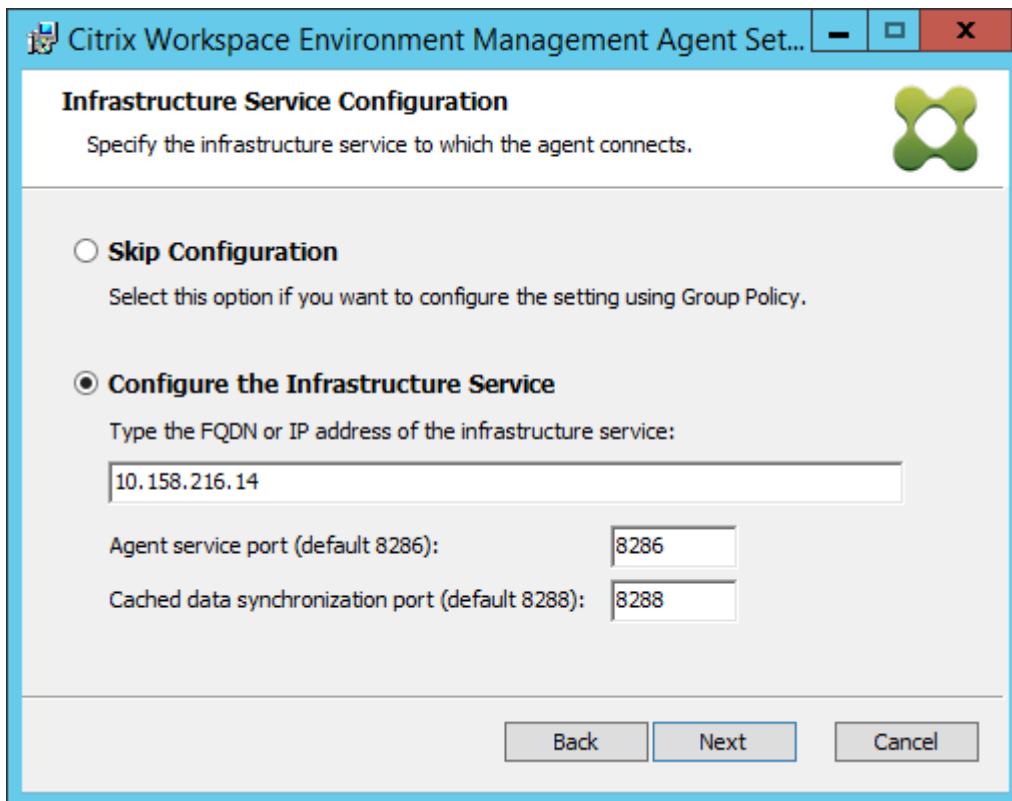 Citrix Workspace Environment Management Agent Set...
Infrastructure Service Configuration
Specify the infrastructure service to which the agent connects.
Skip Configuration
Select this option if you want to configure the setting using Group Policy.
Configure the Infrastructure Service
Type the FQDN or IP address of the infrastructure service:
10.158.216.14
Agent service port (default 8286): 8286
Cached data synchronization port (default 8288): 8288
Back Next Cancel